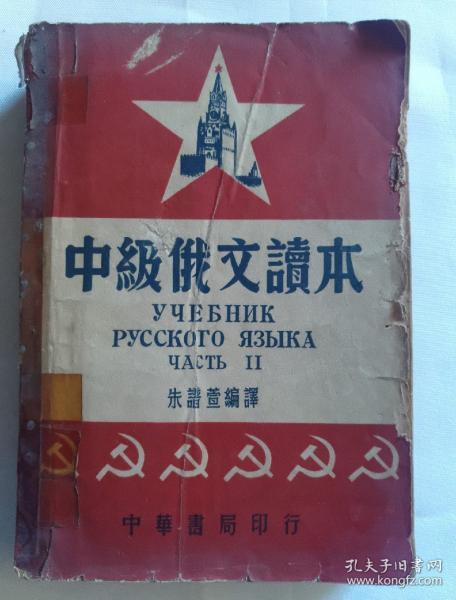 中級俄文讀本
УЧЕБНИК
РУССКОГО ЯЗЫКА
ЧАСТЬ II
朱譜萱編譯
中華書局印行
孔夫子旧书网
www.kongfz.com